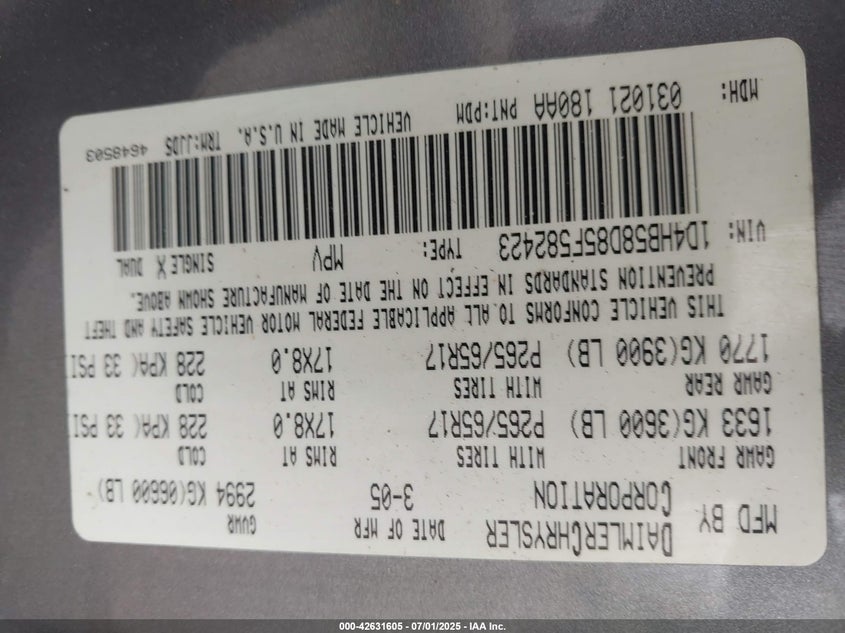 MFD BY DAIMLERCHRYSLER CORPORATION DATE OF MFR 3-05 GVWR 2994 KG(06600 LB)
GAWR FRONT WITH TIRES RIMS AT COLD
1633 KG(3600 LB) P265/65R17 17X8.0 228 KPA( 33 PSI
GAWR REAR WITH TIRES RIMS AT COLD
1770 KG(3900 LB) P265/65R17 17X8.0 228 KPA( 33 PSI
THIS VEHICLE CONFORMS TO ALL APPLICABLE FEDERAL MOTOR VEHICLE SAFETY AND THEFT
PREVENTION STANDARDS IN EFFECT ON THE DATE OF MANUFACTURE SHOWN ABOVE.
VIN: 1D4HB58D85F582423 TYPE: MPV SINGLE X DUAL
MDH: 031021 180AA PNT:PDM VEHICLE MADE IN U.S.A. TRM:JJDS 4648503
000-42631605 - 07/01/2025 - IAA Inc.